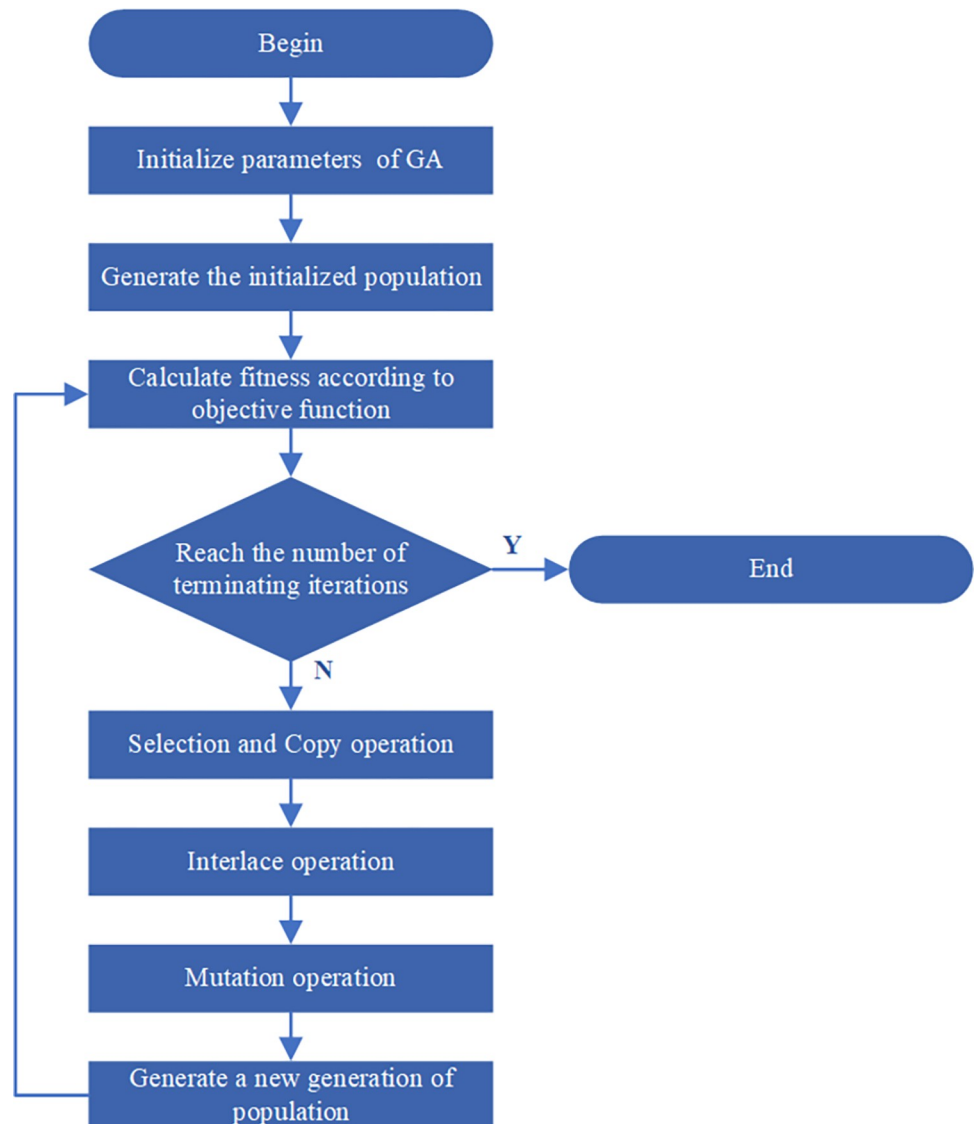 Begin
Initialize parameters of GA
Generate the initialized population
Calculate fitness according to
objective function
Reach the number of
terminating iterations
Y
End
N
Selection and Copy operation
Interlace operation
Mutation operation
Generate a new generation of
population